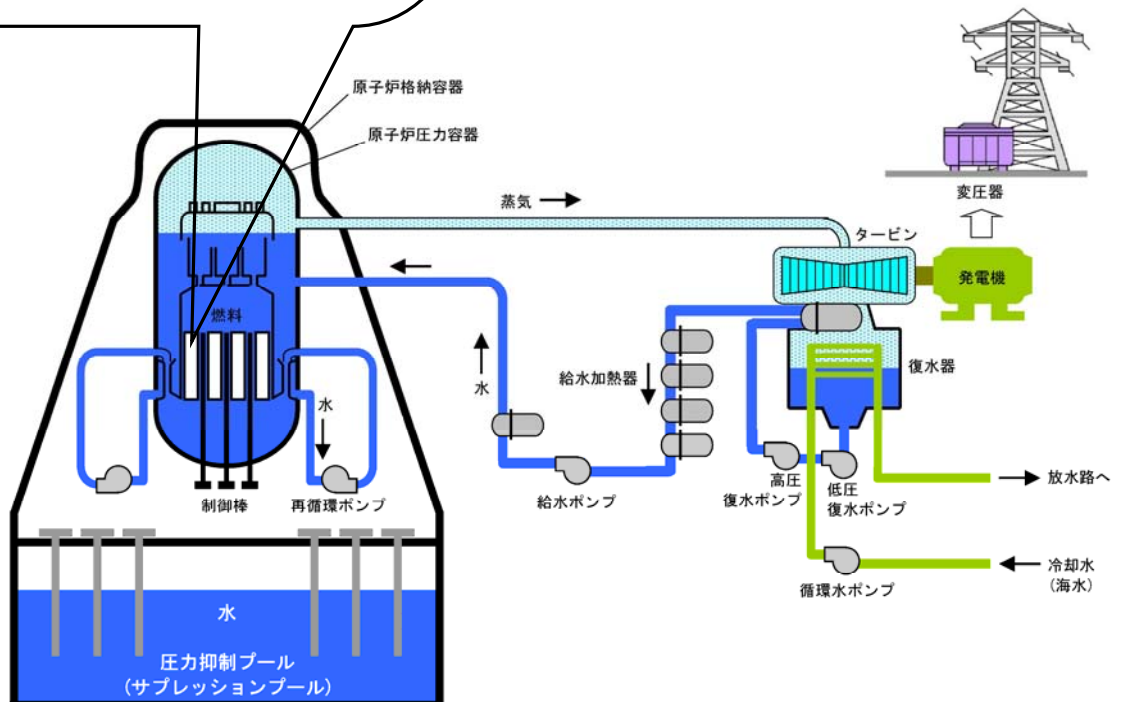 原子炉格納容器
原子炉圧力容器
蒸気
変圧器
タービン
発電機
燃料
水
給水加熱器
復水器
水
制御棒
再循環ポンプ
給水ポンプ
高圧
復水ポンプ
低圧
復水ポンプ
放水路へ
循環水ポンプ
冷却水
(海水)
水
圧力抑制プール
(サプレッションプール)